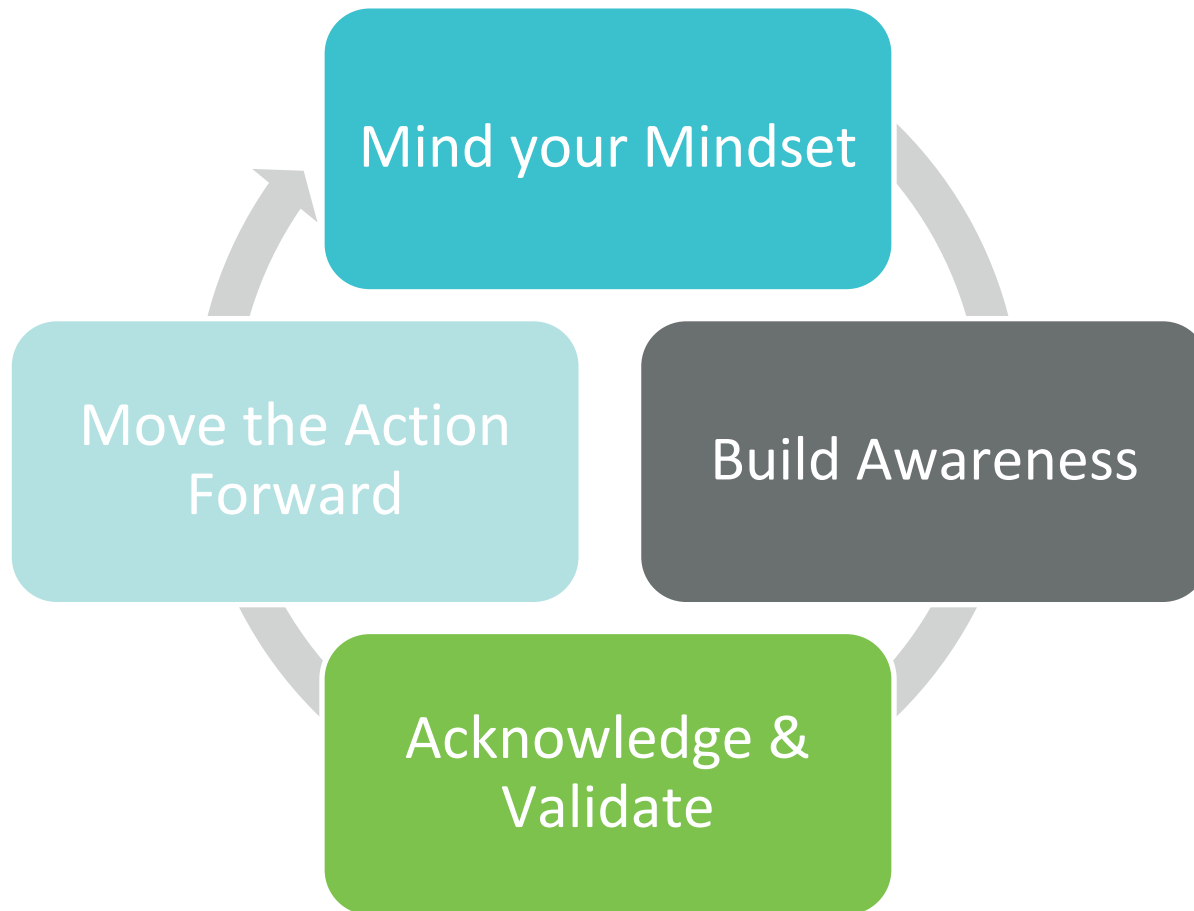 Mind your Mindset
Build Awareness
Acknowledge &
Validate
Move the Action
Forward